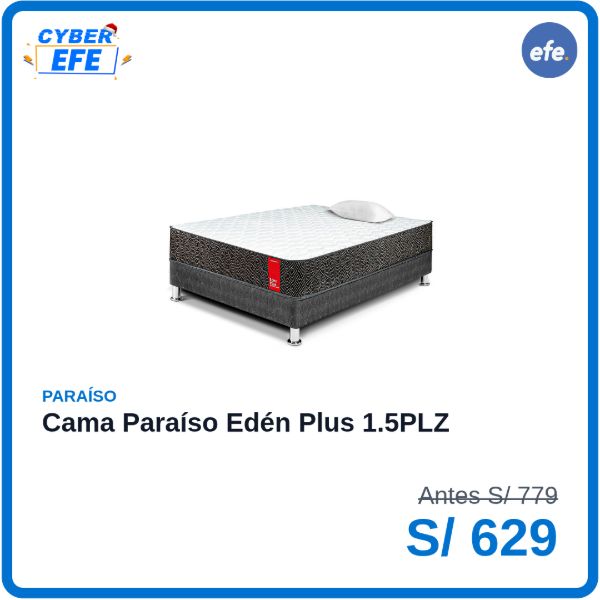 CYBER
EFE
efe.
PARAÍSO
Cama Paraíso Edén Plus 1.5PLZ
Antes S/ 779
S/ 629